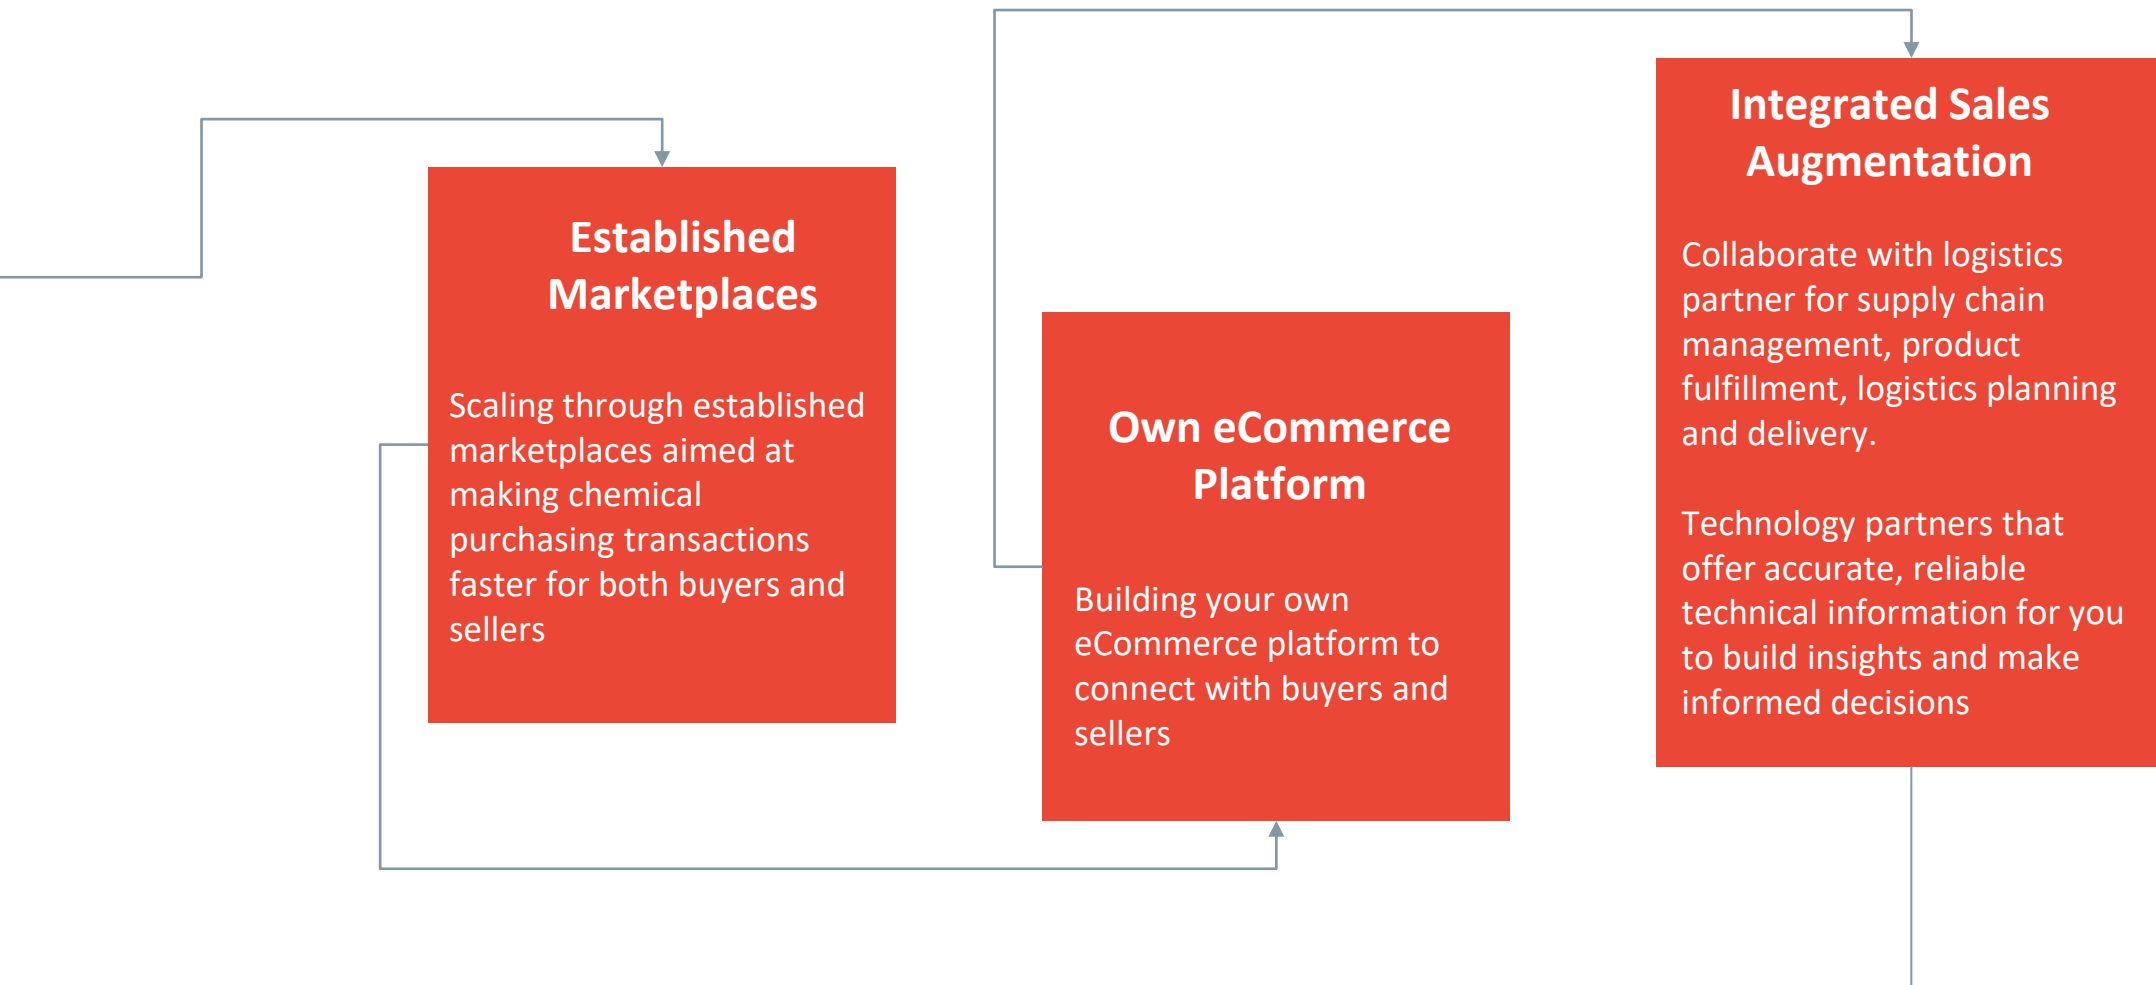 Established
Marketplaces
Scaling through established
marketplaces aimed at
making chemical
purchasing transactions
faster for both buyers and
sellers
Own eCommerce
Platform
Building your own
eCommerce platform to
connect with buyers and
sellers
Integrated Sales
Augmentation
Collaborate with logistics
partner for supply chain
management, product
fulfillment, logistics planning
and delivery.
Technology partners that
offer accurate, reliable
technical information for you
to build insights and make
informed decisions